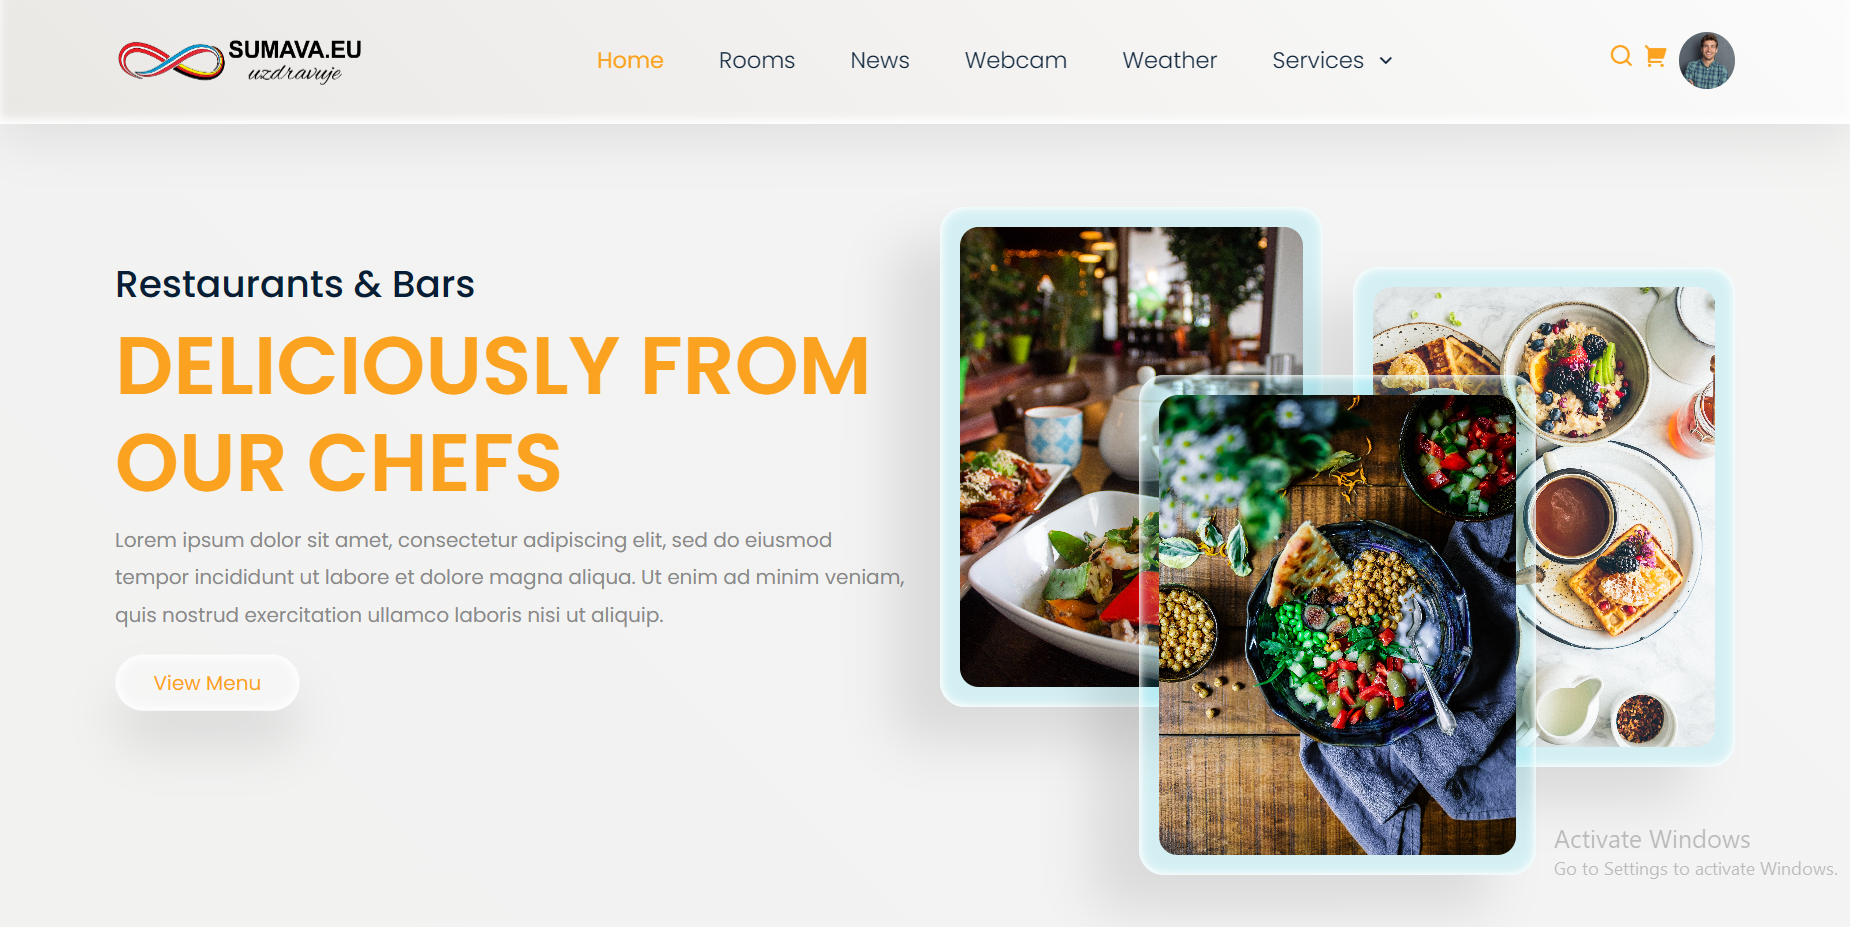 SUMAVA.EU
uzdravuje
Home
Rooms
News
Webcam
Weather
Services
Restaurants & Bars
DELICIOUSLY FROM
OUR CHEFS
Lorem ipsum dolor sit amet, consectetur adipiscing elit, sed do eiusmod
tempor incididunt ut labore et dolore magna aliqua. Ut enim ad minim veniam,
quis nostrud exercitation ullamco laboris nisi ut aliquip.
View Menu
Activate Windows
Go to Settings to activate Windows.